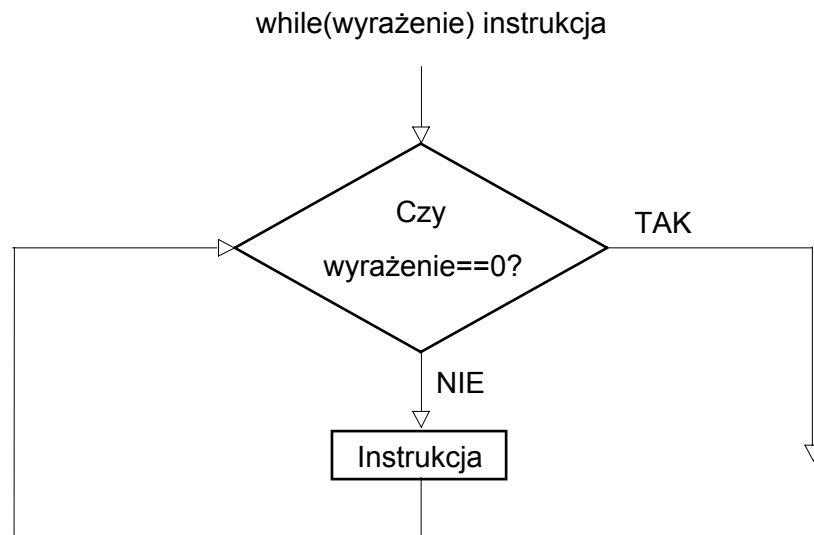 while(wyrażenie) instrukcja
Czy
wyrażenie==0?
TAK
NIE
Instrukcja